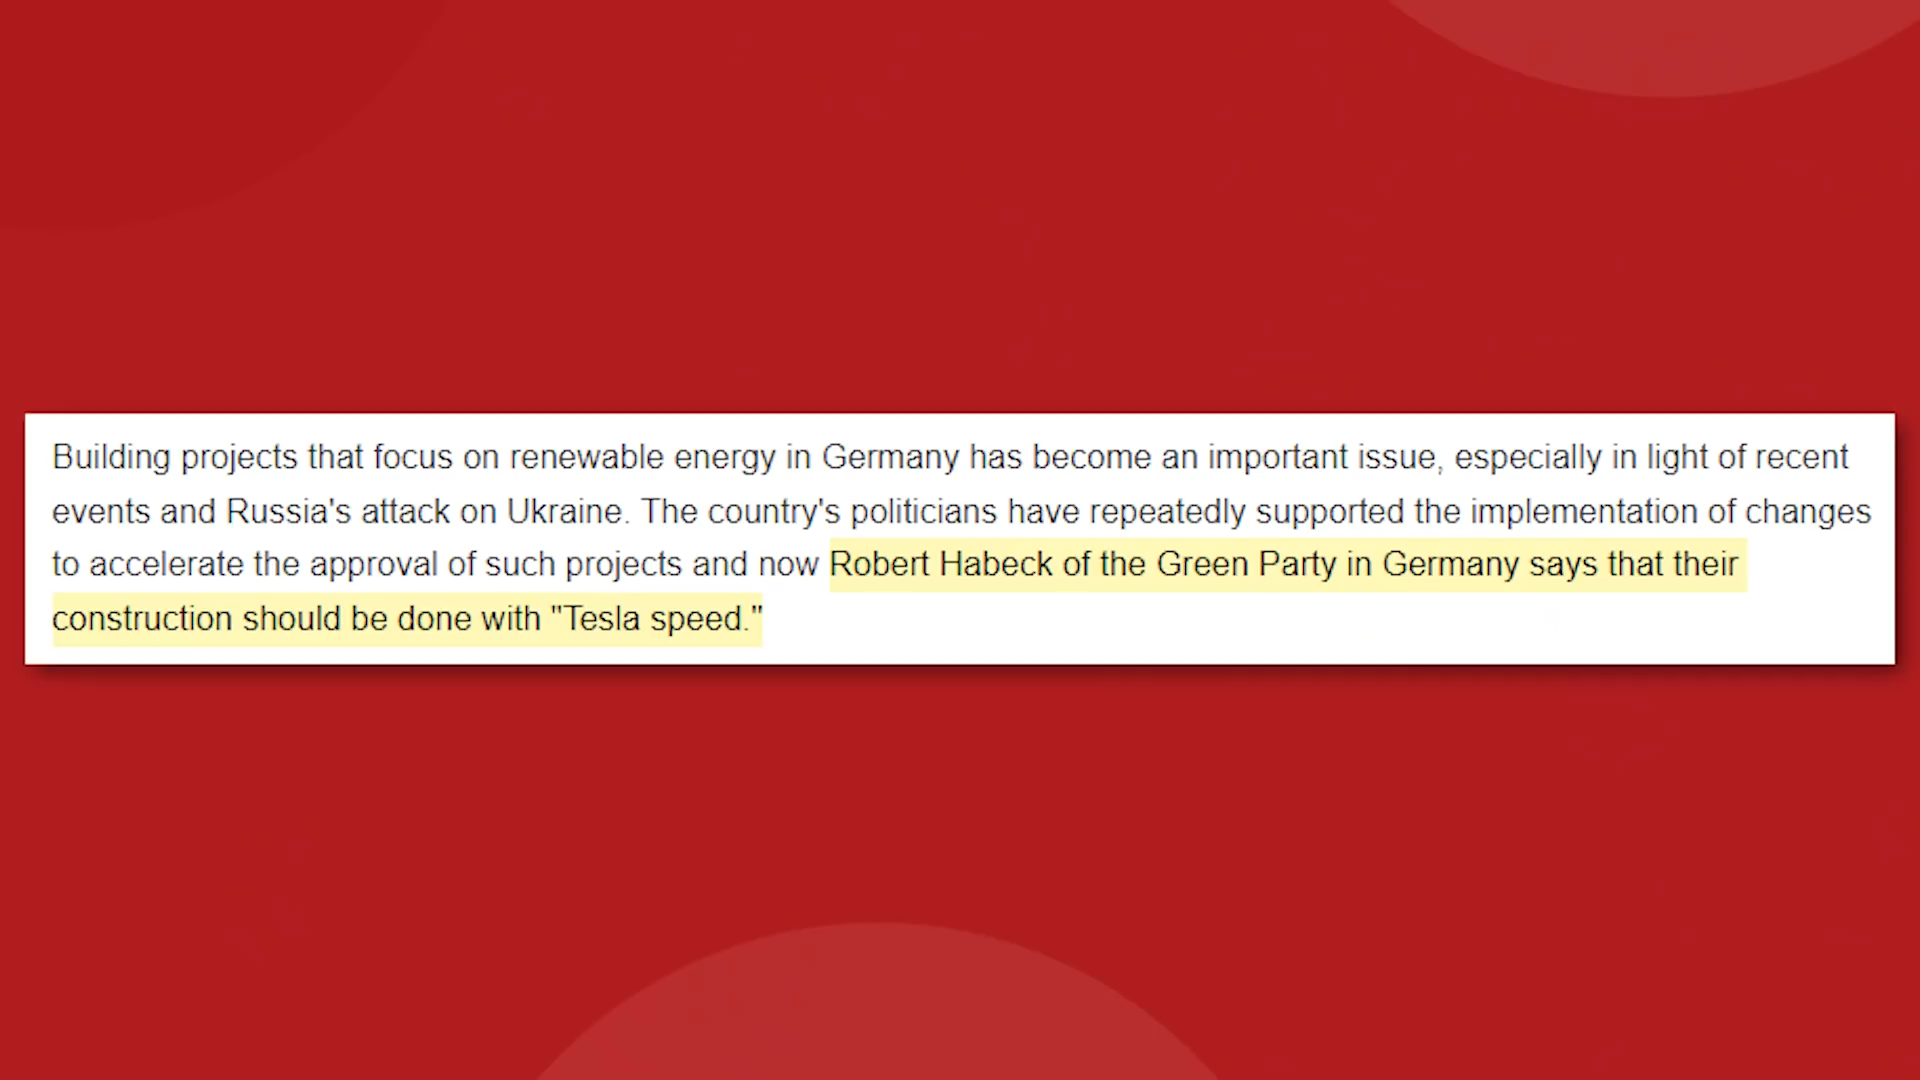 Building projects that focus on renewable energy in Germany has become an important issue, especially in light of recent
events and Russia's attack on Ukraine. The country's politicians have repeatedly supported the implementation of changes
to accelerate the approval of such projects and now Robert Habeck of the Green Party in Germany says that their
construction should be done with "Tesla speed."